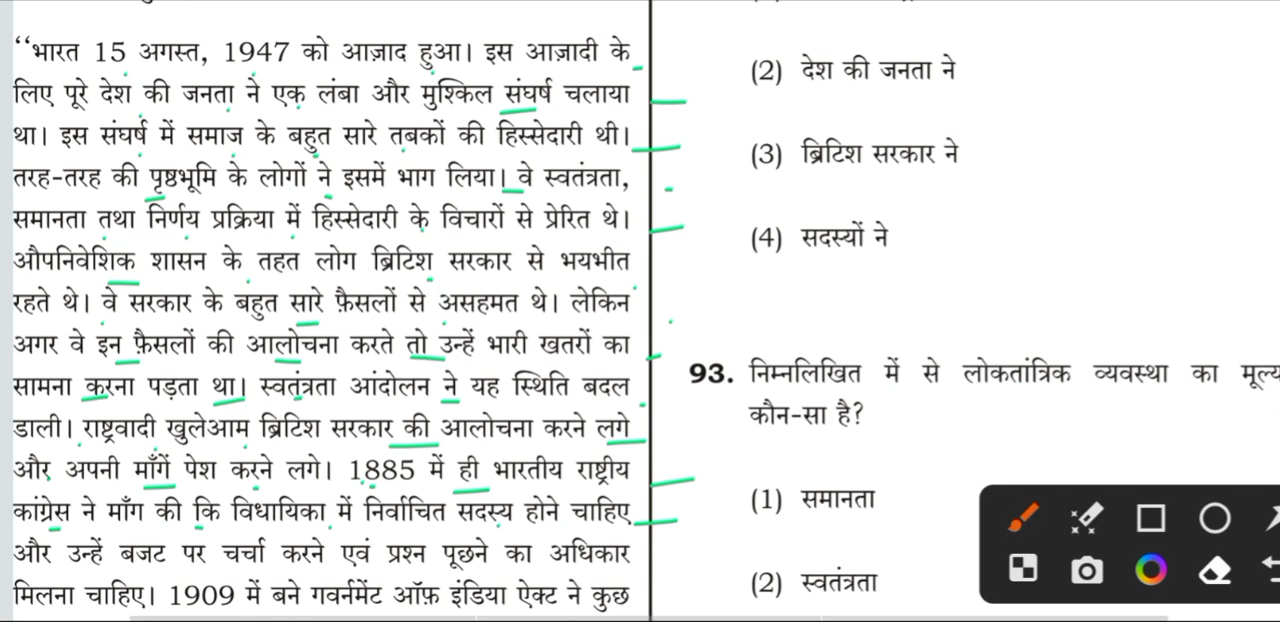 “भारत 15 अगस्त, 1947 को आज़ाद हुआ। इस आज़ादी के
लिए पूरे देश की जनता ने एक लंबा और मुश्किल संघर्ष चलाया
था। इस संघर्ष में समाज के बहुत सारे तबकों की हिस्सेदारी थी।
तरह-तरह की पृष्ठभूमि के लोगों ने इसमें भाग लिया। वे स्वतंत्रता,
समानता तथा निर्णय प्रक्रिया में हिस्सेदारी के विचारों से प्रेरित थे।
औपनिवेशिक शासन के तहत लोग ब्रिटिश सरकार से भयभीत
रहते थे। वे सरकार के बहुत सारे फ़ैसलों से असहमत थे। लेकिन
अगर वे इन फ़ैसलों की आलोचना करते तो उन्हें भारी खतरों का
सामना करना पड़ता था। स्वतंत्रता आंदोलन ने यह स्थिति बदल
डाली। राष्ट्रवादी खुलेआम ब्रिटिश सरकार की आलोचना करने लगे
और अपनी माँगें पेश करने लगे। 1885 में ही भारतीय राष्ट्रीय
कांग्रेस ने माँग की कि विधायिका में निर्वाचित सदस्य होने चाहिए
और उन्हें बजट पर चर्चा करने एवं प्रश्न पूछने का अधिकार
मिलना चाहिए। 1909 में बने गवर्नमेंट ऑफ़ इंडिया ऐक्ट ने कुछ
(2) देश की जनता ने
(3) ब्रिटिश सरकार ने
(4) सदस्यों ने
93. निम्नलिखित में से लोकतांत्रिक व्यवस्था का मूल्य
कौन-सा है?
(1) समानता
(2) स्वतंत्रता